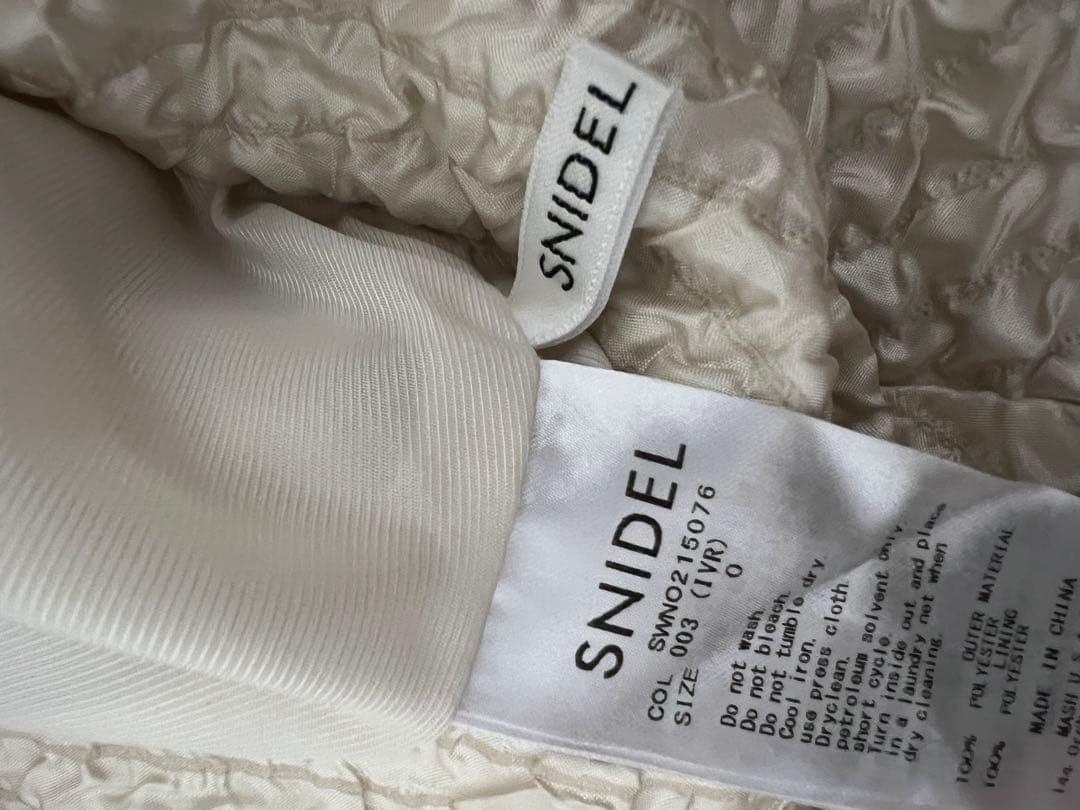 SNIDEL
SNIDEL
SWNO215076
COL 003 (IVR)
SIZE 0
Do not wash.
Do not bleach.
Do not tumble dry.
Cool iron.
use press cloth.
Dryclean.
petroleum solvent only
short cycle.
Turn inside out and place
in a laundry not when
dry cleaning.
OUTER MATERIAL
100% POLYESTER
LINING
100% POLYESTER
MADE IN CHINA
MASH